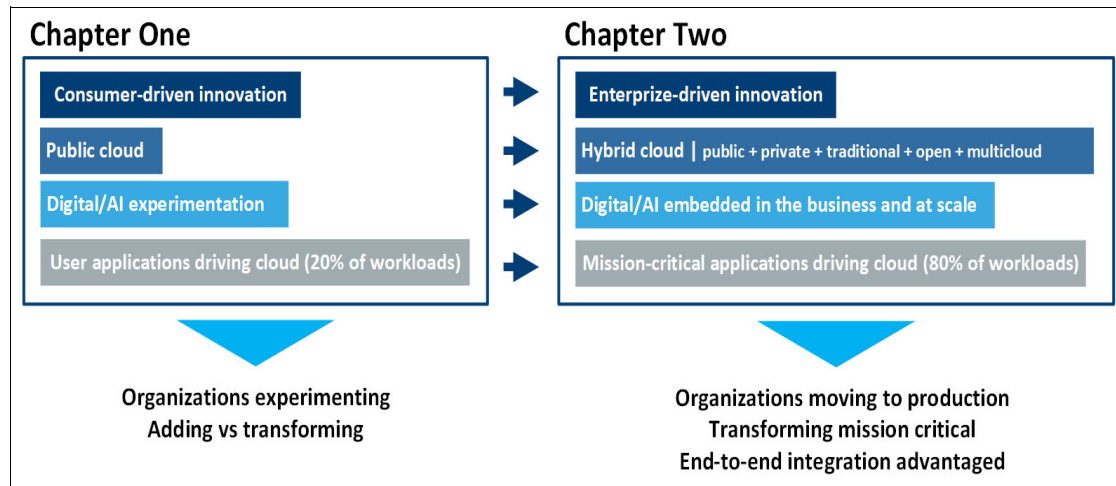 Chapter One
Consumer-driven innovation
Public cloud
Digital/AI experimentation
User applications driving cloud (20% of workloads)
Organizations experimenting
Adding vs transforming
Chapter Two
Enterprize-driven innovation
Hybrid cloud | public + private + traditional + open + multicloud
Digital/AI embedded in the business and at scale
Mission-critical applications driving cloud (80% of workloads)
Organizations moving to production
Transforming mission critical
End-to-end integration advantaged